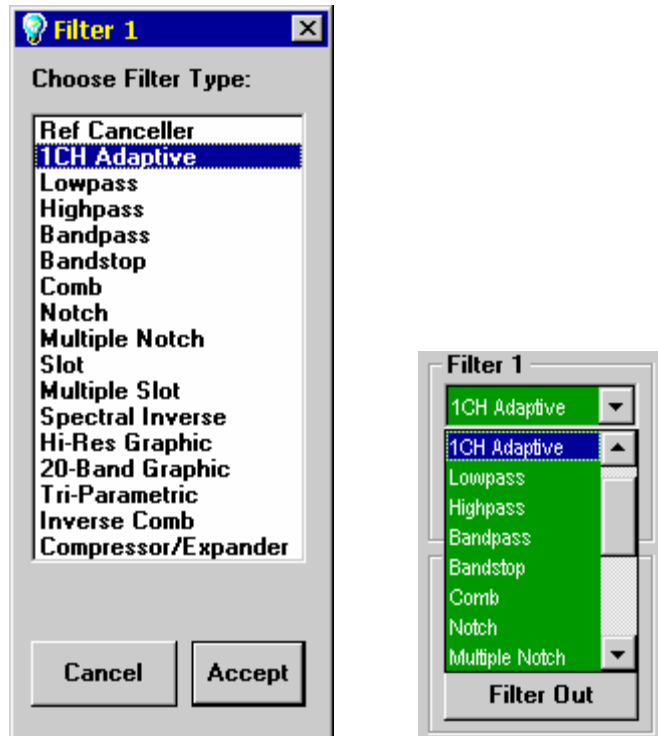 Filter 1
Choose Filter Type:
Ref Canceller
1CH Adaptive
Lowpass
Highpass
Bandpass
Bandstop
Comb
Notch
Multiple Notch
Slot
Multiple Slot
Spectral Inverse
Hi-Res Graphic
20-Band Graphic
Tri-Parametric
Inverse Comb
Compressor/Expander
Cancel
Accept
Filter 1
1CH Adaptive
1CH Adaptive
Lowpass
Highpass
Bandpass
Bandstop
Comb
Notch
Multiple Notch
Filter Out